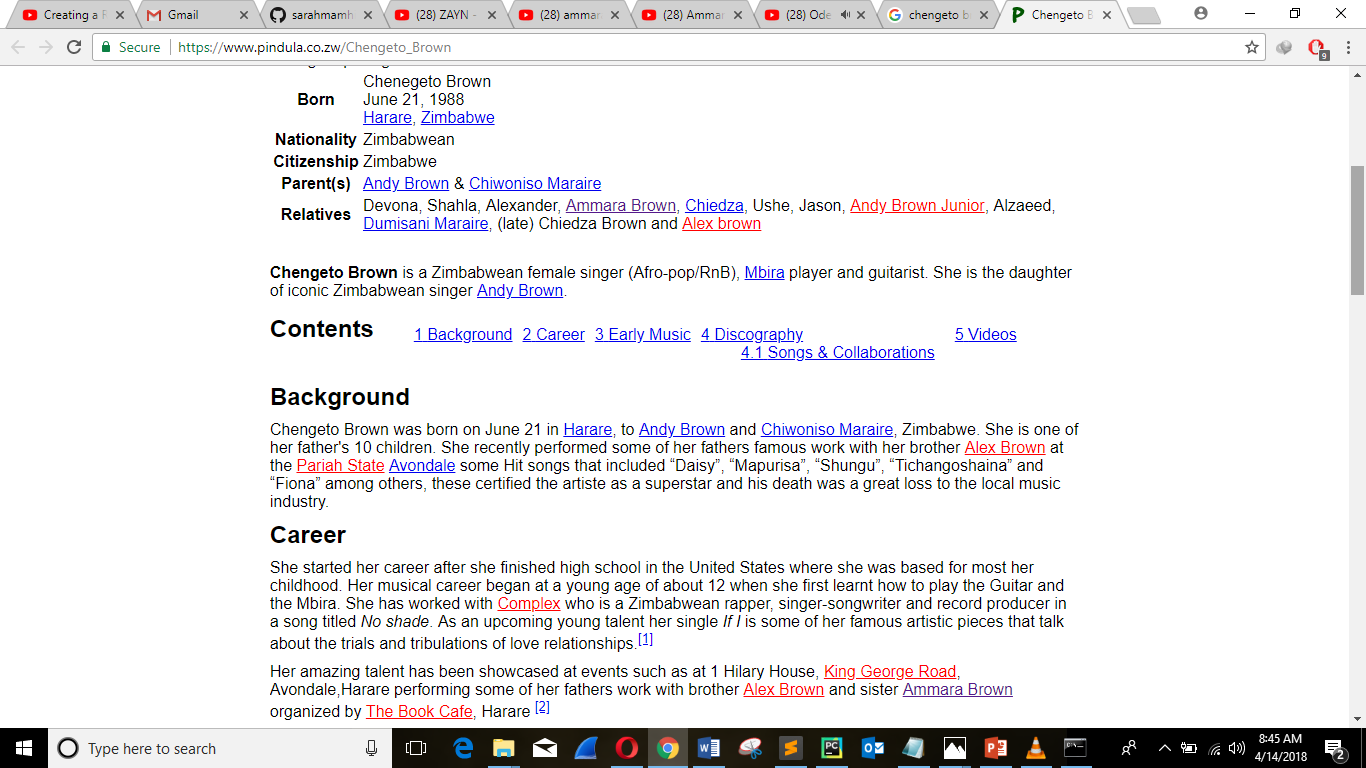 Creating a F
Gmail
sarahmamh
(28) ZAYN -
(28) ammar
(28) Ammar
(28) Ode
chengeto b
Chengeto B
Secure
https://www.pindula.co.zw/Chengeto_Brown
9
Chenegeto Brown
Born June 21, 1988
Harare, Zimbabwe
Nationality Zimbabwean
Citizenship Zimbabwe
Parent(s) Andy Brown & Chiwoniso Maraire
Relatives Devona, Shahla, Alexander, Ammara Brown, Chiedza, Ushe, Jason, Andy Brown Junior, Alzaeed,
Dumisani Maraire, (late) Chiedza Brown and Alex brown
Chengeto Brown is a Zimbabwean female singer (Afro-pop/RnB), Mbira player and guitarist. She is the daughter
of iconic Zimbabwean singer Andy Brown.
Contents 1 Background 2 Career 3 Early Music 4 Discography 5 Videos
4.1 Songs & Collaborations
Background
Chengeto Brown was born on June 21 in Harare, to Andy Brown and Chiwoniso Maraire, Zimbabwe. She is one of
her father's 10 children. She recently performed some of her fathers famous work with her brother Alex Brown at
the Pariah State Avondale some Hit songs that included “Daisy”, “Mapurisa”, “Shungu”, “Tichangoshaina” and
“Fiona” among others, these certified the artiste as a superstar and his death was a great loss to the local music
industry.
Career
She started her career after she finished high school in the United States where she was based for most her
childhood. Her musical career began at a young age of about 12 when she first learnt how to play the Guitar and
the Mbira. She has worked with Complex who is a Zimbabwean rapper, singer-songwriter and record producer in
a song titled No shade. As an upcoming young talent her single If I is some of her famous artistic pieces that talk
about the trials and tribulations of love relationships.[1]
Her amazing talent has been showcased at events such as at 1 Hilary House, King George Road,
Avondale,Harare performing some of her fathers work with brother Alex Brown and sister Ammara Brown
organized by The Book Cafe, Harare [2]
Type here to search
8:45 AM
4/14/2018
2